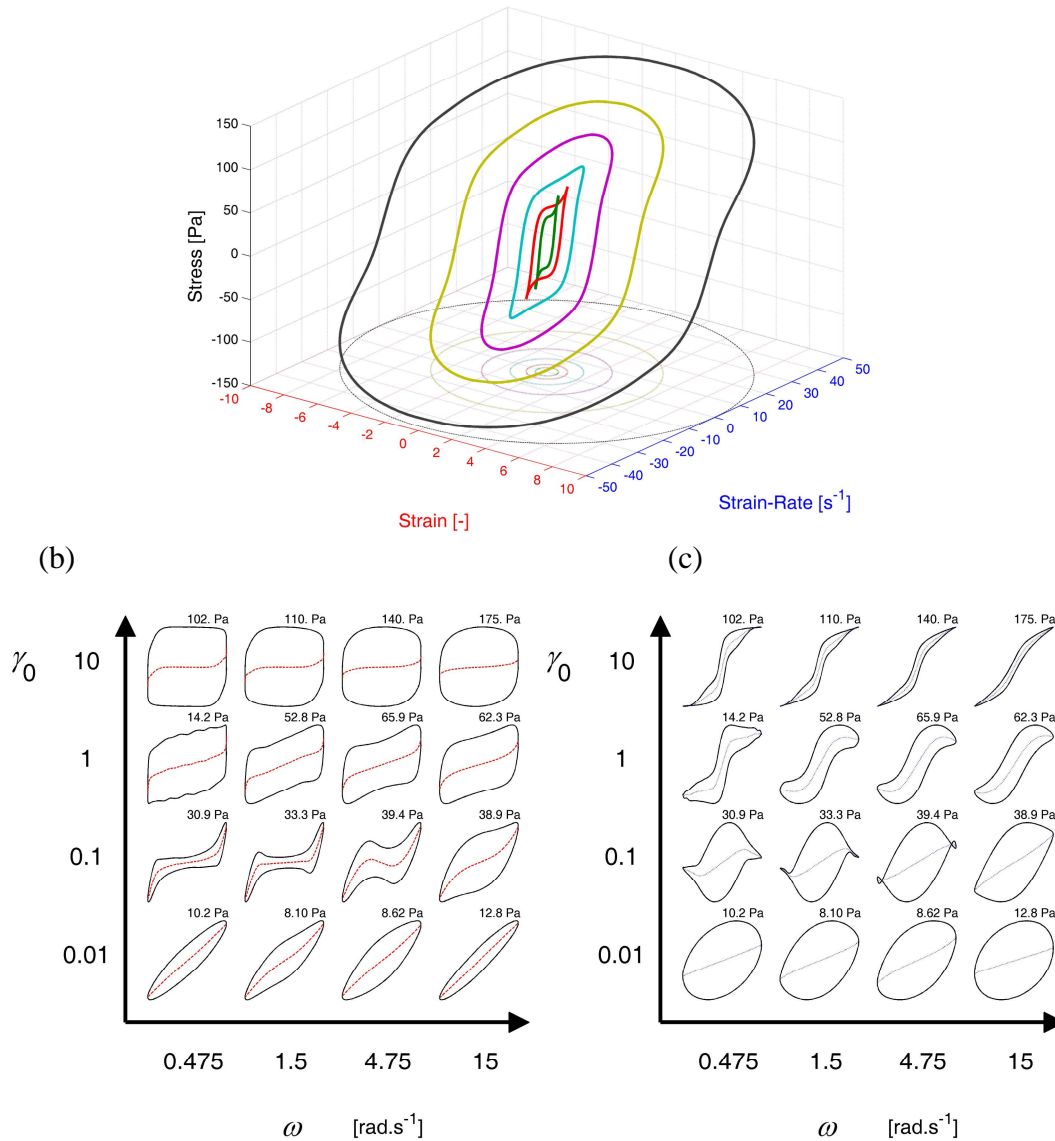 150
100
50
0
-50
-100
-150
Stress [Pa]
-10
-8
-6
-4
-2
0
2
4
6
8
10
Strain [-]
-50
-40
-30
-20
-10
0
10
20
30
40
50
Strain-Rate [s⁻¹]
(b)
γ₀
10
1
0.1
0.01
102. Pa 110. Pa 140. Pa 175. Pa
14.2 Pa 52.8 Pa 65.9 Pa 62.3 Pa
30.9 Pa 33.3 Pa 39.4 Pa 38.9 Pa
10.2 Pa 8.10 Pa 8.62 Pa 12.8 Pa
0.475 1.5 4.75 15
ω [rad.s⁻¹]
(c)
γ₀
10
1
0.1
0.01
102. Pa 110. Pa 140. Pa 175. Pa
14.2 Pa 52.8 Pa 65.9 Pa 62.3 Pa
30.9 Pa 33.3 Pa 39.4 Pa 38.9 Pa
10.2 Pa 8.10 Pa 8.62 Pa 12.8 Pa
0.475 1.5 4.75 15
ω [rad.s⁻¹]